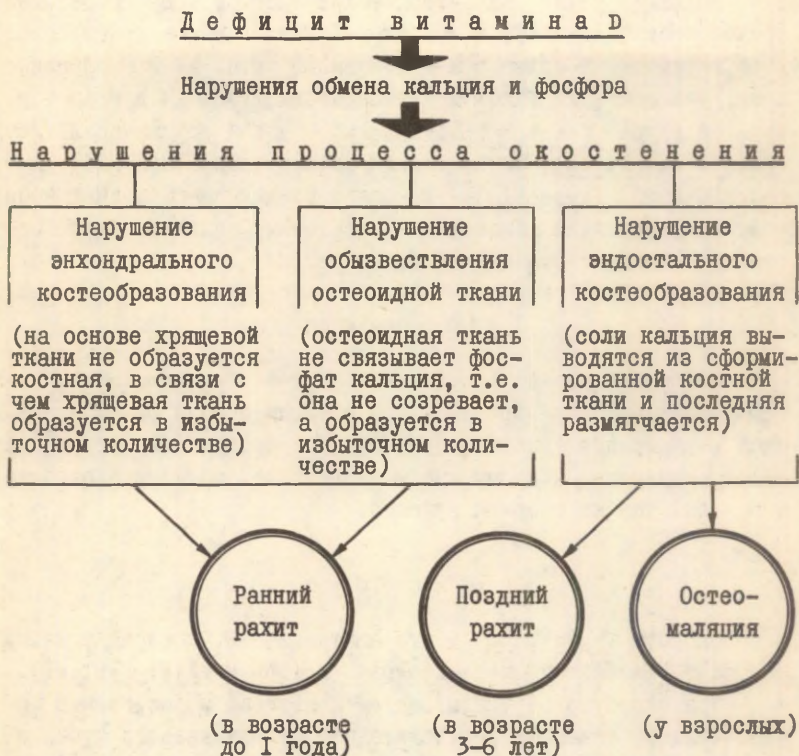 Дефицит витамина D
Нарушения обмена кальция и фосфора
Нарушения процесса окостенения
Нарушение
энхондрального
костеобразования
(на основе хрящевой
ткани не образуется
костная, в связи с
чем хрящевая ткань
образуется в избы-
точном количестве)
Нарушение
обызвествления
остеоидной ткани
(остеоидная ткань
не связывает фос-
фат кальция, т.е.
она не созревает,
а образуется в
избыточном коли-
честве)
Нарушение
эндостального
костеобразования
(соли кальция вы-
водятся из сформи-
рованной костной
ткани и последняя
размягчается)
Ранний
рахит
(в возрасте
до I года)
Поздний
рахит
(в возрасте
3-6 лет)
Остео-
маляция
(у взрослых)